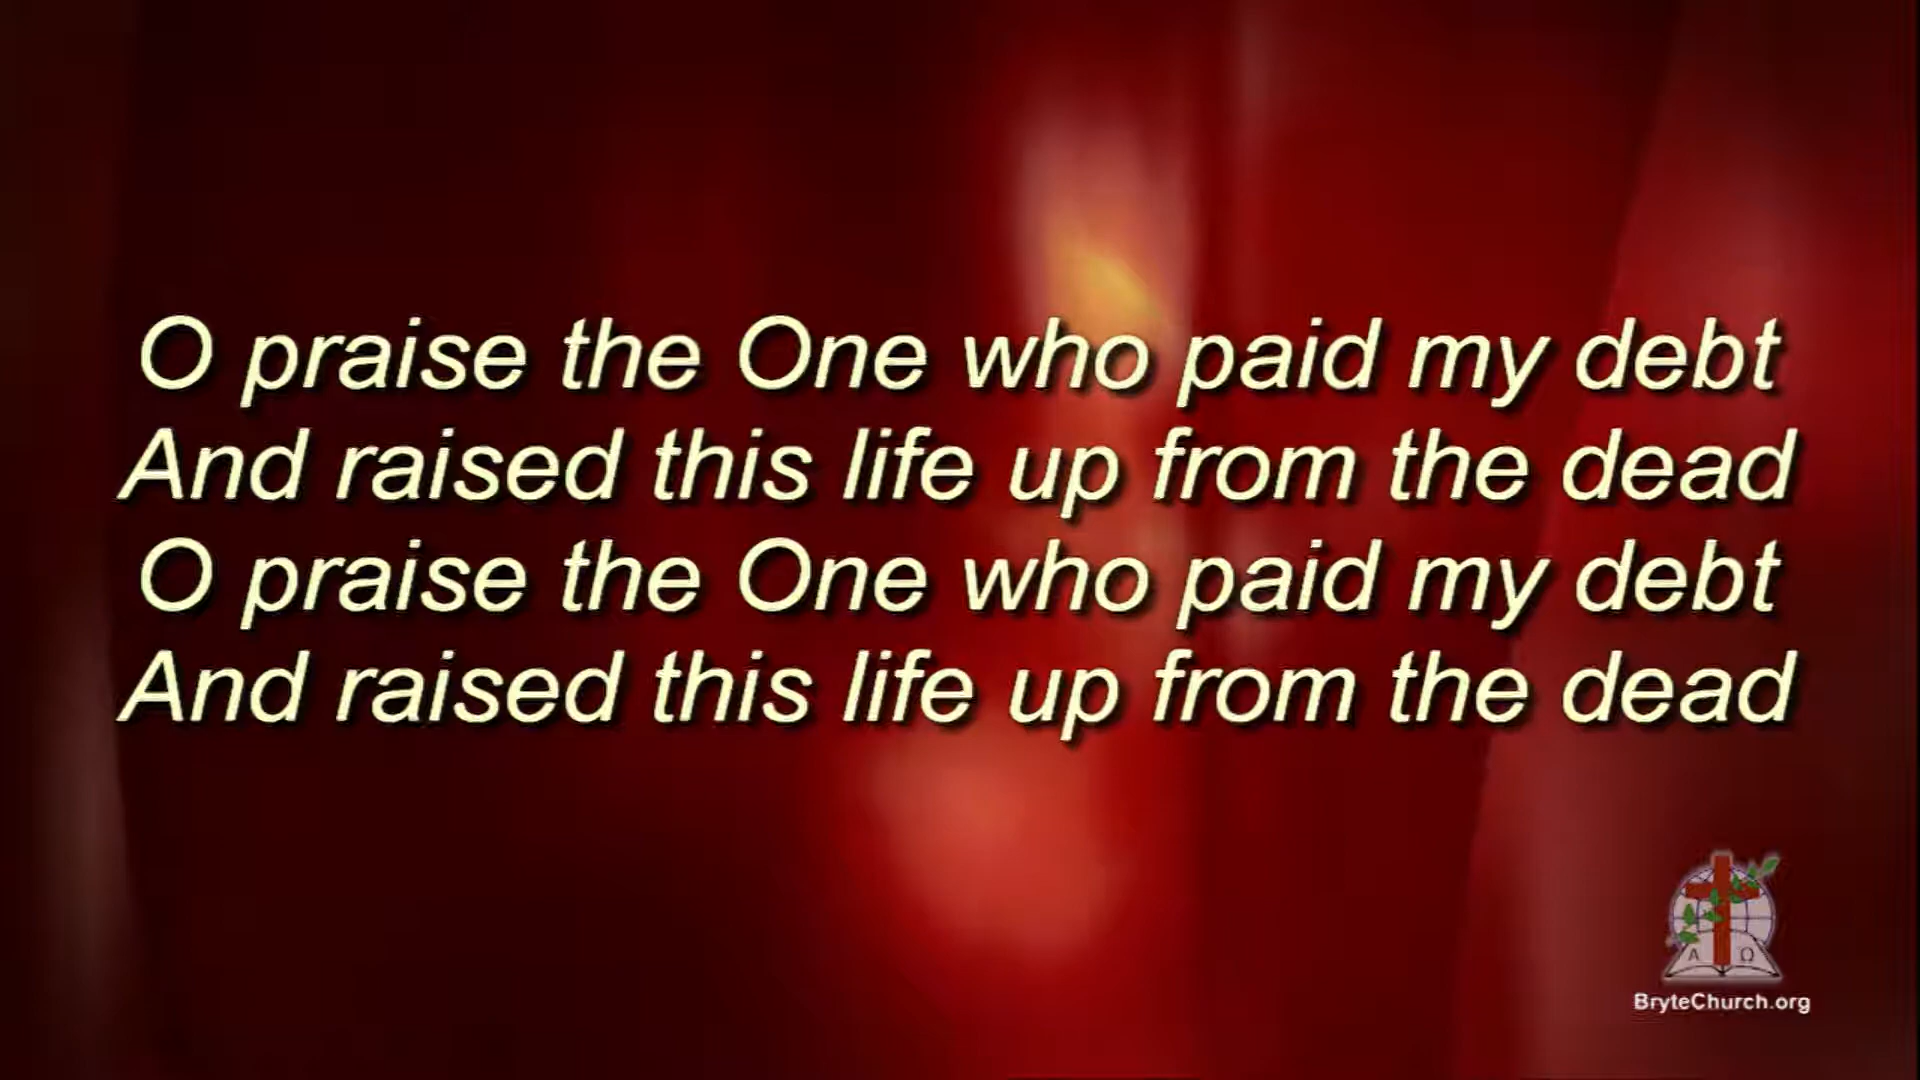 O praise the One who paid my debt
And raised this life up from the dead
O praise the One who paid my debt
And raised this life up from the dead
Α Ω
BryteChurch.org